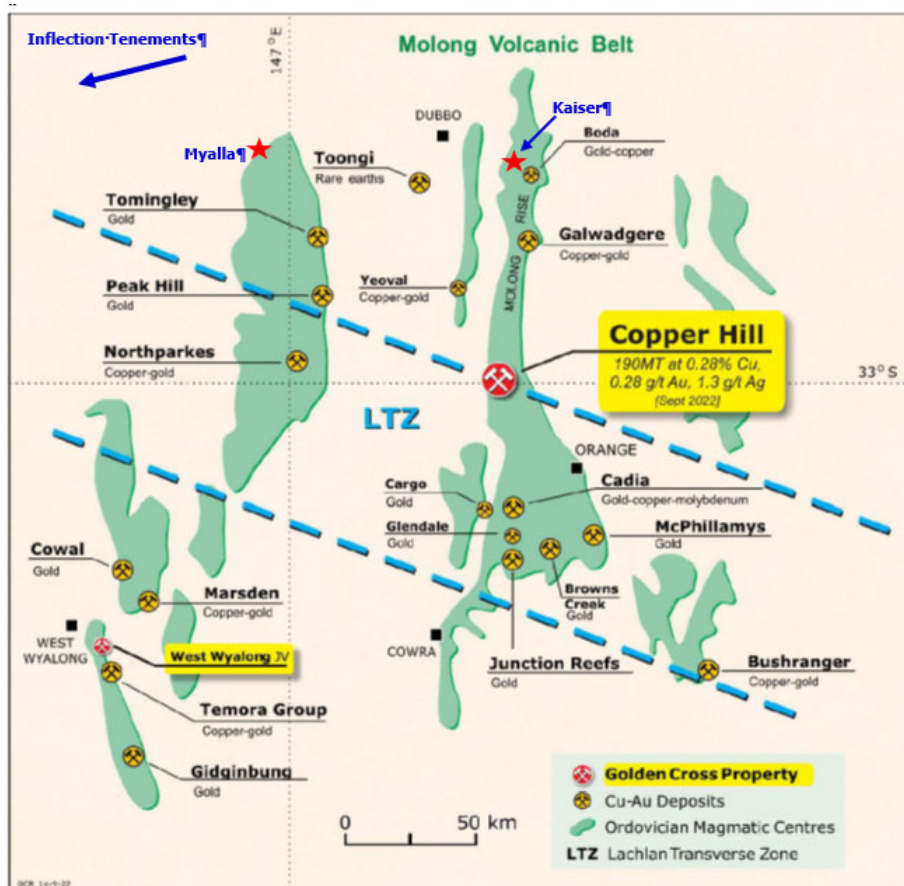 Inflection·Tenements¶
147°E
Molong Volcanic Belt
DUBBO
Kaiser¶
Boda
Gold-copper
Myalla¶
Toongi
Rare earths
Tomingley
Gold
MOLONG RISE
Galwadgere
Copper-gold
Peak Hill
Gold
Yeoval
Copper-gold
Copper Hill
190MT at 0.28% Cu,
0.28 g/t Au, 1.3 g/t Ag
[Sept 2022]
Northparkes
Copper-gold
33°S
LTZ
ORANGE
Cargo
Gold
Cadia
Gold-copper-molybdenum
Glendale
Gold
McPhillamys
Gold
Cowal
Gold
Marsden
Copper-gold
Browns
Creek
Gold
WEST
WYALONG
West Wyalong JV
COWRA
Junction Reefs
Gold
Bushranger
Copper-gold
Temora Group
Copper-gold
Gidginbung
Gold
0 50 km
Golden Cross Property
Cu-Au Deposits
Ordovician Magmatic Centres
LTZ Lachlan Transverse Zone